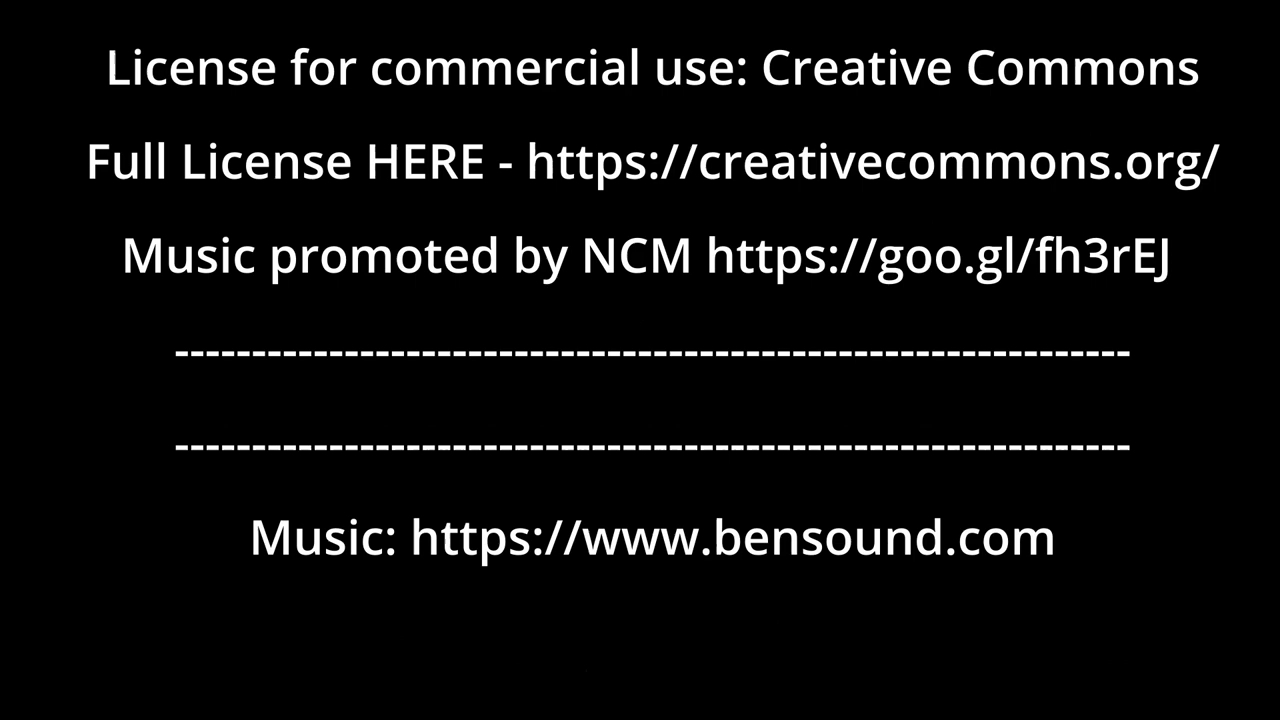 License for commercial use: Creative Commons
Full License HERE - https://creativecommons.org/
Music promoted by NCM https://goo.gl/fh3rEJ
--------------------------------------------------------------
--------------------------------------------------------------
Music: https://www.bensound.com